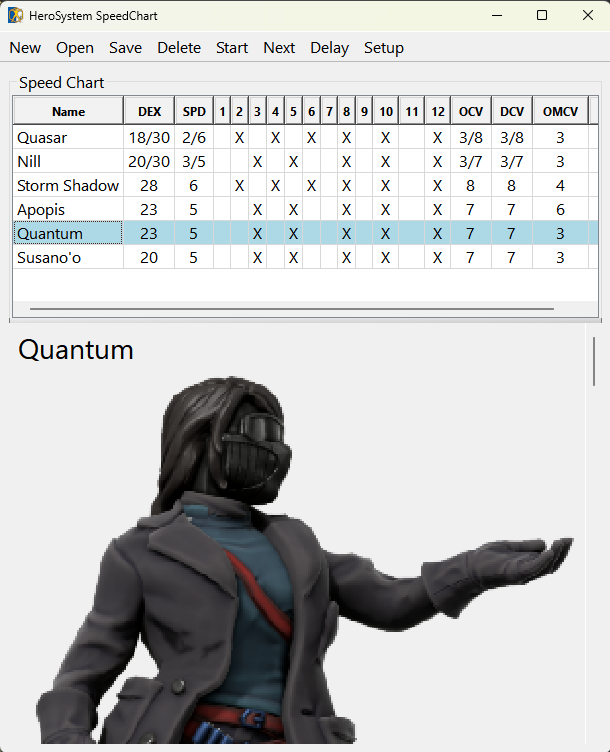 HeroSystem SpeedChart
New Open Save Delete Start Next Delay Setup
Speed Chart
Name DEX SPD 1 2 3 4 5 6 7 8 9 10 11 12 OCV DCV OMCV
Quasar 18/30 2/6 X X X X X X 3/8 3/8 3
Nill 20/30 3/5 X X X X X 3/7 3/7 3
Storm Shadow 28 6 X X X X X X 8 8 4
Apopis 23 5 X X X X X 7 7 6
Quantum 23 5 X X X X X 7 7 3
Susano'o 20 5 X X X X X 7 7 3
Quantum